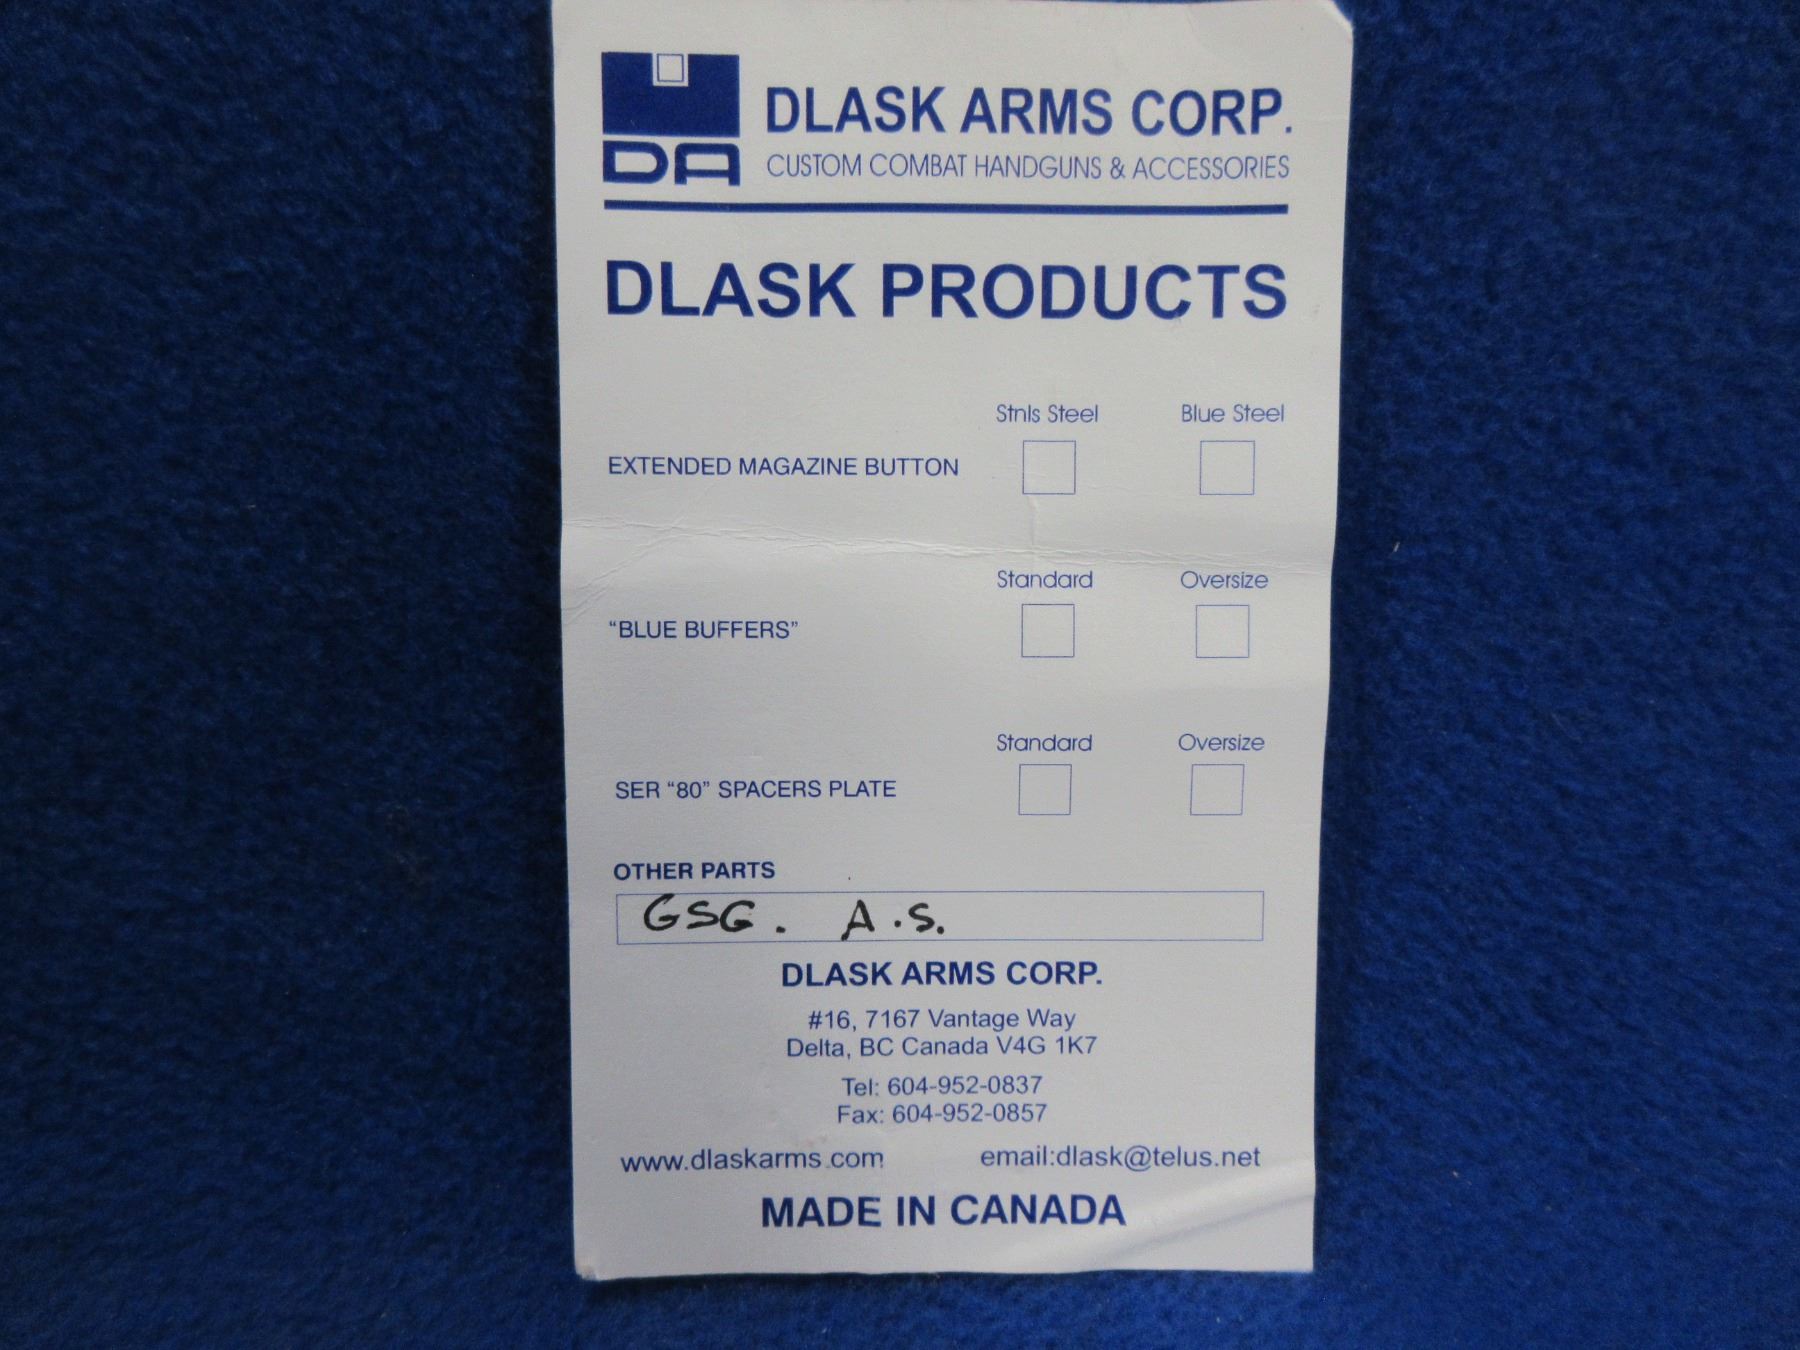 DLASK ARMS CORP.
DA
CUSTOM COMBAT HANDGUNS & ACCESSORIES
DLASK PRODUCTS
Stnls Steel Blue Steel
EXTENDED MAGAZINE BUTTON
Standard Oversize
“BLUE BUFFERS”
Standard Oversize
SER “80” SPACERS PLATE
OTHER PARTS
GSG. A.S.
DLASK ARMS CORP.
#16, 7167 Vantage Way
Delta, BC Canada V4G 1K7
Tel: 604-952-0837
Fax: 604-952-0857
www.dlaskarms.com email:dlask@telus.net
MADE IN CANADA